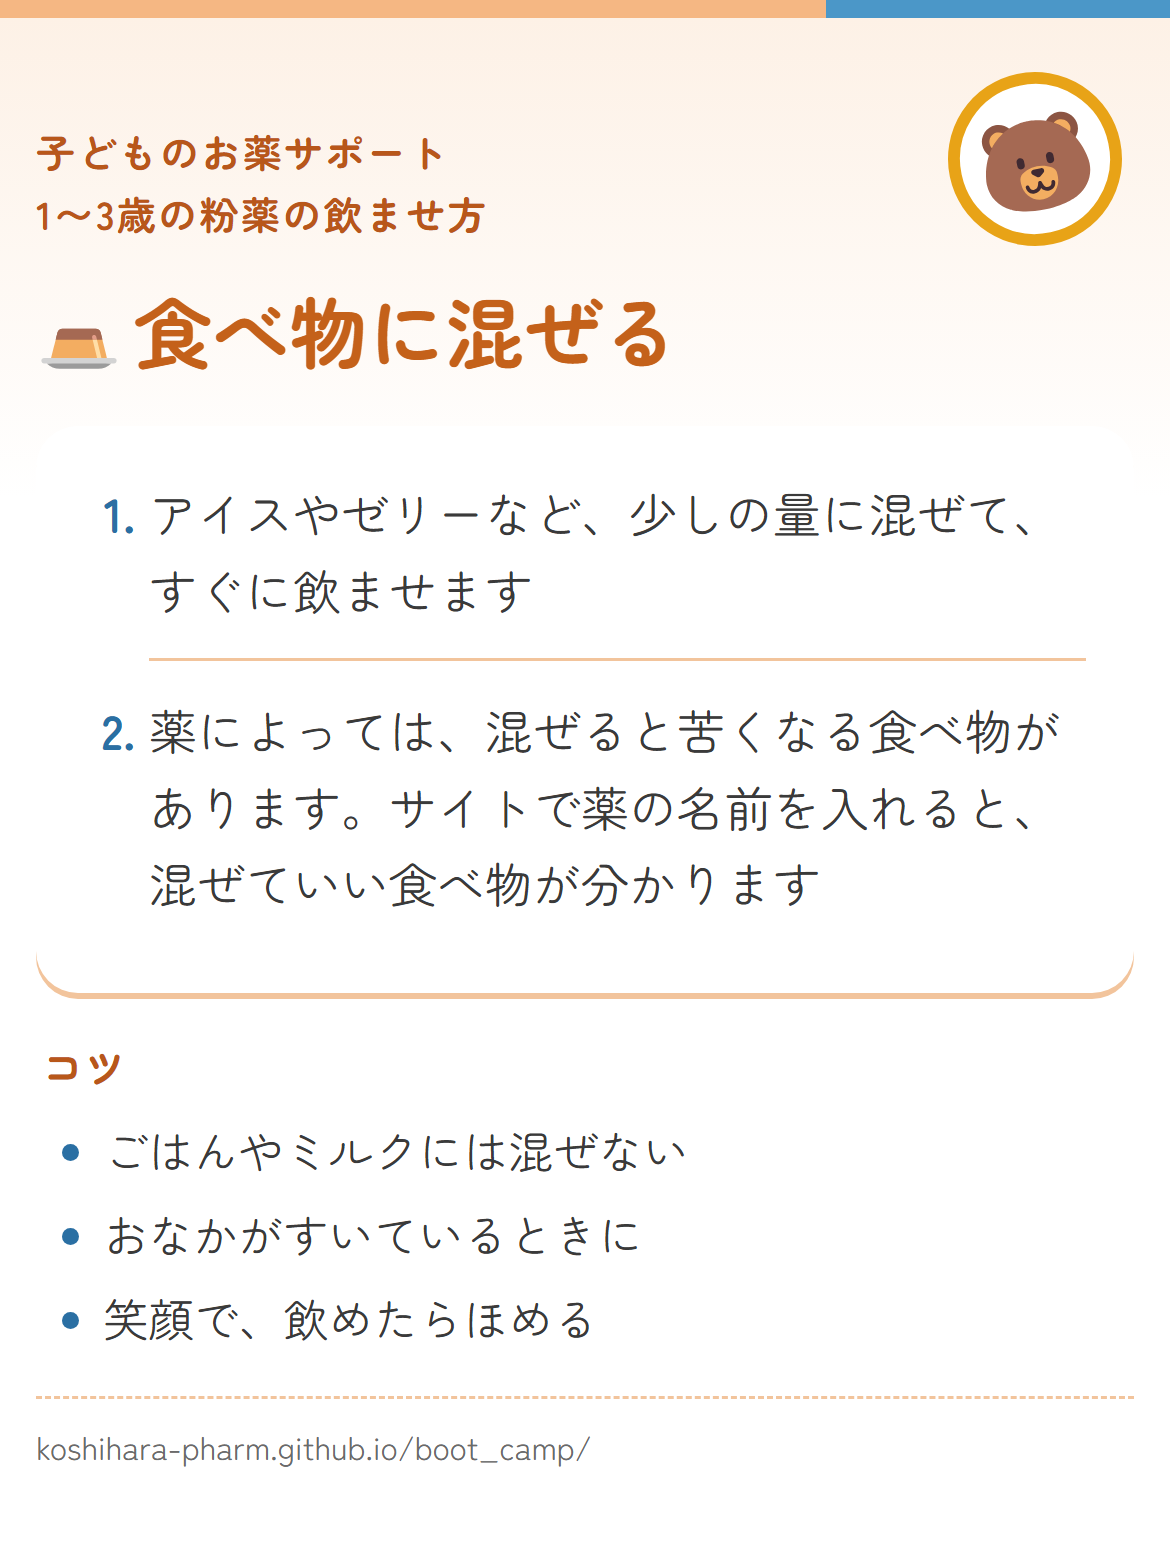 子どものお薬サポート
1〜3歳の粉薬の飲ませ方
食べ物に混ぜる
1. アイスやゼリーなど、少しの量に混ぜて、
すぐに飲ませます
2. 薬によっては、混ぜると苦くなる食べ物が
あります。サイトで薬の名前を入れると、
混ぜていい食べ物が分かります
コツ
ごはんやミルクには混ぜない
おなかがすいているときに
笑顔で、飲めたらほめる
koshihara-pharm.github.io/boot_camp/